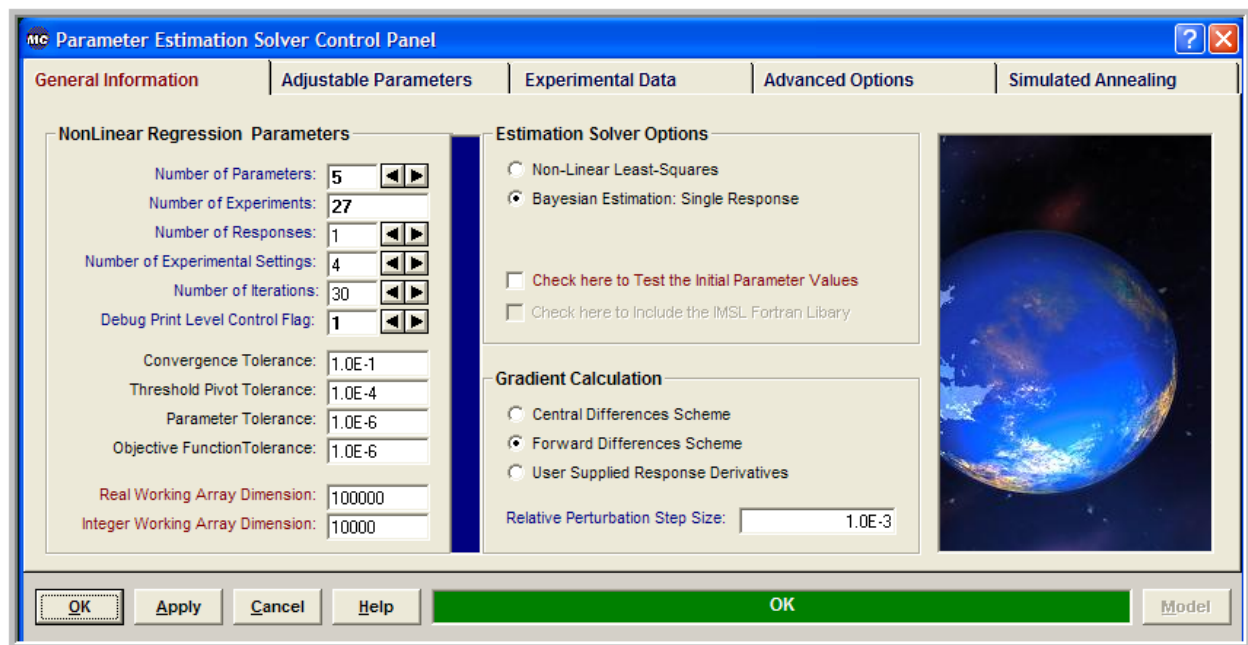 MC Parameter Estimation Solver Control Panel
General Information
Adjustable Parameters
Experimental Data
Advanced Options
Simulated Annealing
NonLinear Regression Parameters
Number of Parameters: 5
Number of Experiments: 27
Number of Responses: 1
Number of Experimental Settings: 4
Number of Iterations: 30
Debug Print Level Control Flag: 1
Convergence Tolerance: 1.0E-1
Threshold Pivot Tolerance: 1.0E-4
Parameter Tolerance: 1.0E-6
Objective FunctionTolerance: 1.0E-6
Real Working Array Dimension: 100000
Integer Working Array Dimension: 10000
Estimation Solver Options
Non-Linear Least-Squares
Bayesian Estimation: Single Response
Check here to Test the Initial Parameter Values
Check here to Include the IMSL Fortran Libary
Gradient Calculation
Central Differences Scheme
Forward Differences Scheme
User Supplied Response Derivatives
Relative Perturbation Step Size: 1.0E-3
OK
Apply
Cancel
Help
OK
Model